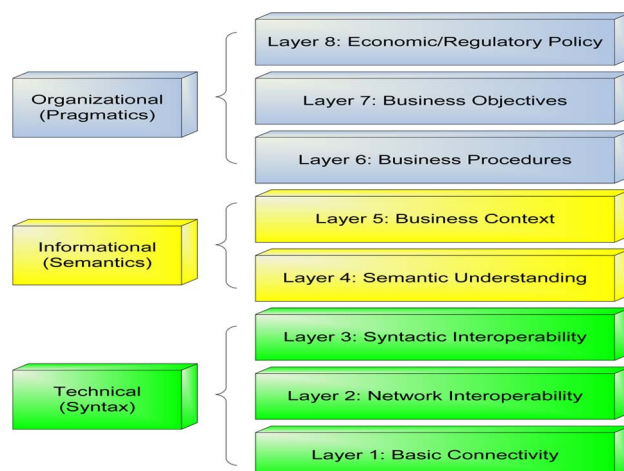 Layer 8: Economic/Regulatory Policy
Organizational
(Pragmatics)
Layer 7: Business Objectives
Layer 6: Business Procedures
Layer 5: Business Context
Informational
(Semantics)
Layer 4: Semantic Understanding
Layer 3: Syntactic Interoperability
Technical
(Syntax)
Layer 2: Network Interoperability
Layer 1: Basic Connectivity